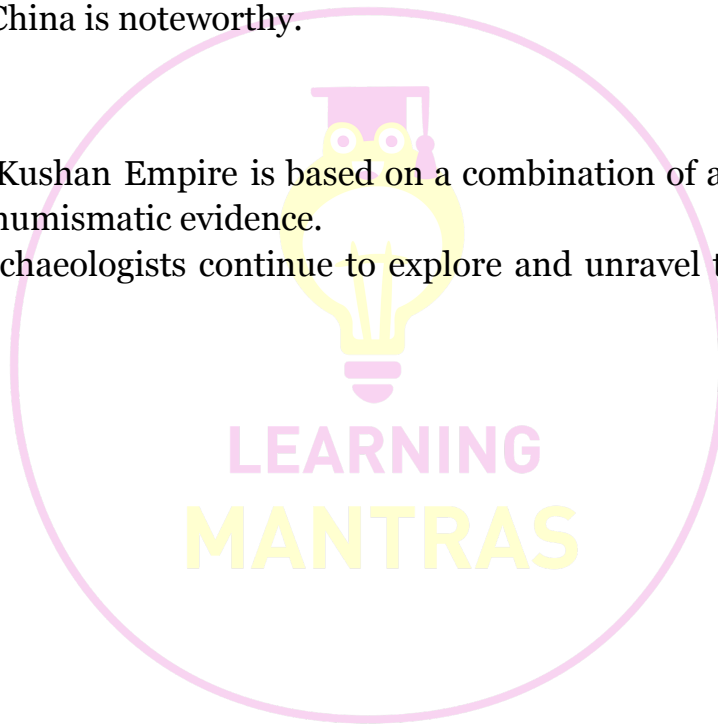 China is noteworthy.
Kushan Empire is based on a combination of a
numismatic evidence.
chaeologists continue to explore and unravel t
LEARNING
MANTRAS